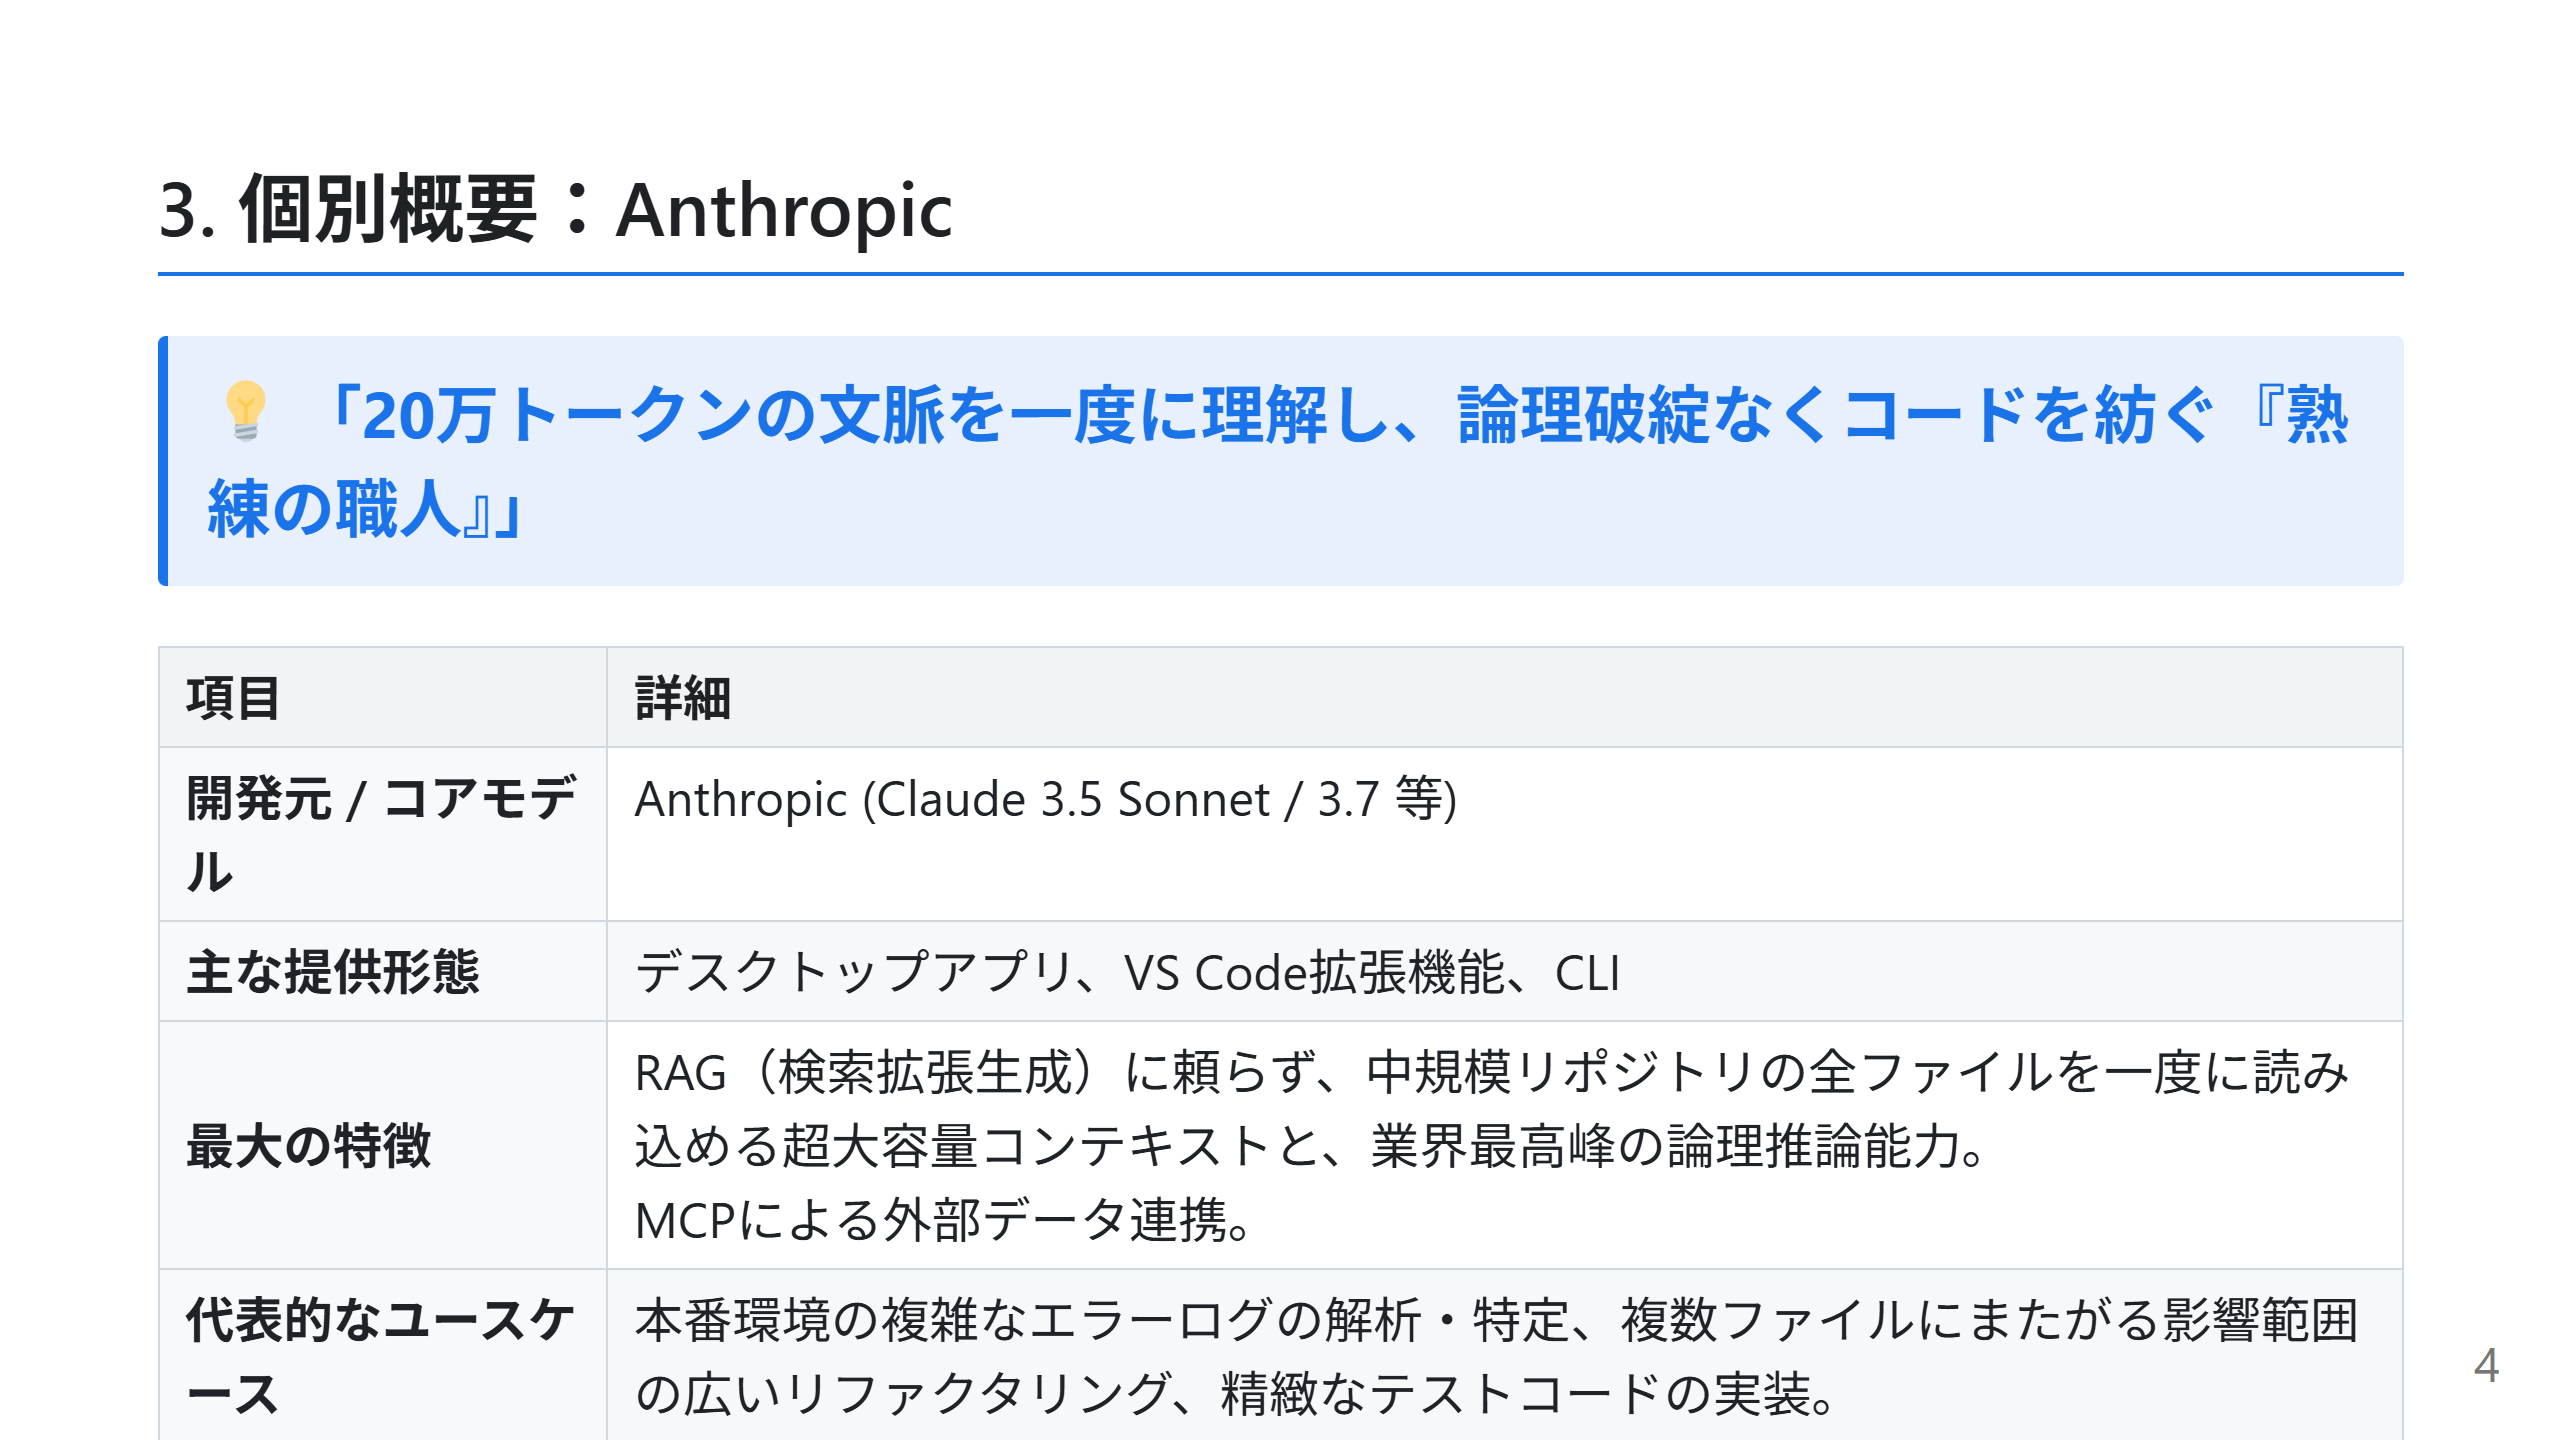 3. 個別概要：Anthropic
💡 「20万トークンの文脈を一度に理解し、論理破綻なくコードを紡ぐ『熟
練の職人』」
項目
詳細
開発元 / コアモデ
ル
Anthropic (Claude 3.5 Sonnet / 3.7 等)
主な提供形態
デスクトップアプリ、VS Code拡張機能、CLI
最大の特徴
RAG（検索拡張生成）に頼らず、中規模リポジトリの全ファイルを一度に読み
込める超大容量コンテキストと、業界最高峰の論理推論能力。
MCPによる外部データ連携。
代表的なユースケ
ース
本番環境の複雑なエラーログの解析・特定、複数ファイルにまたがる影響範囲
の広いリファクタリング、精緻なテストコードの実装。
4